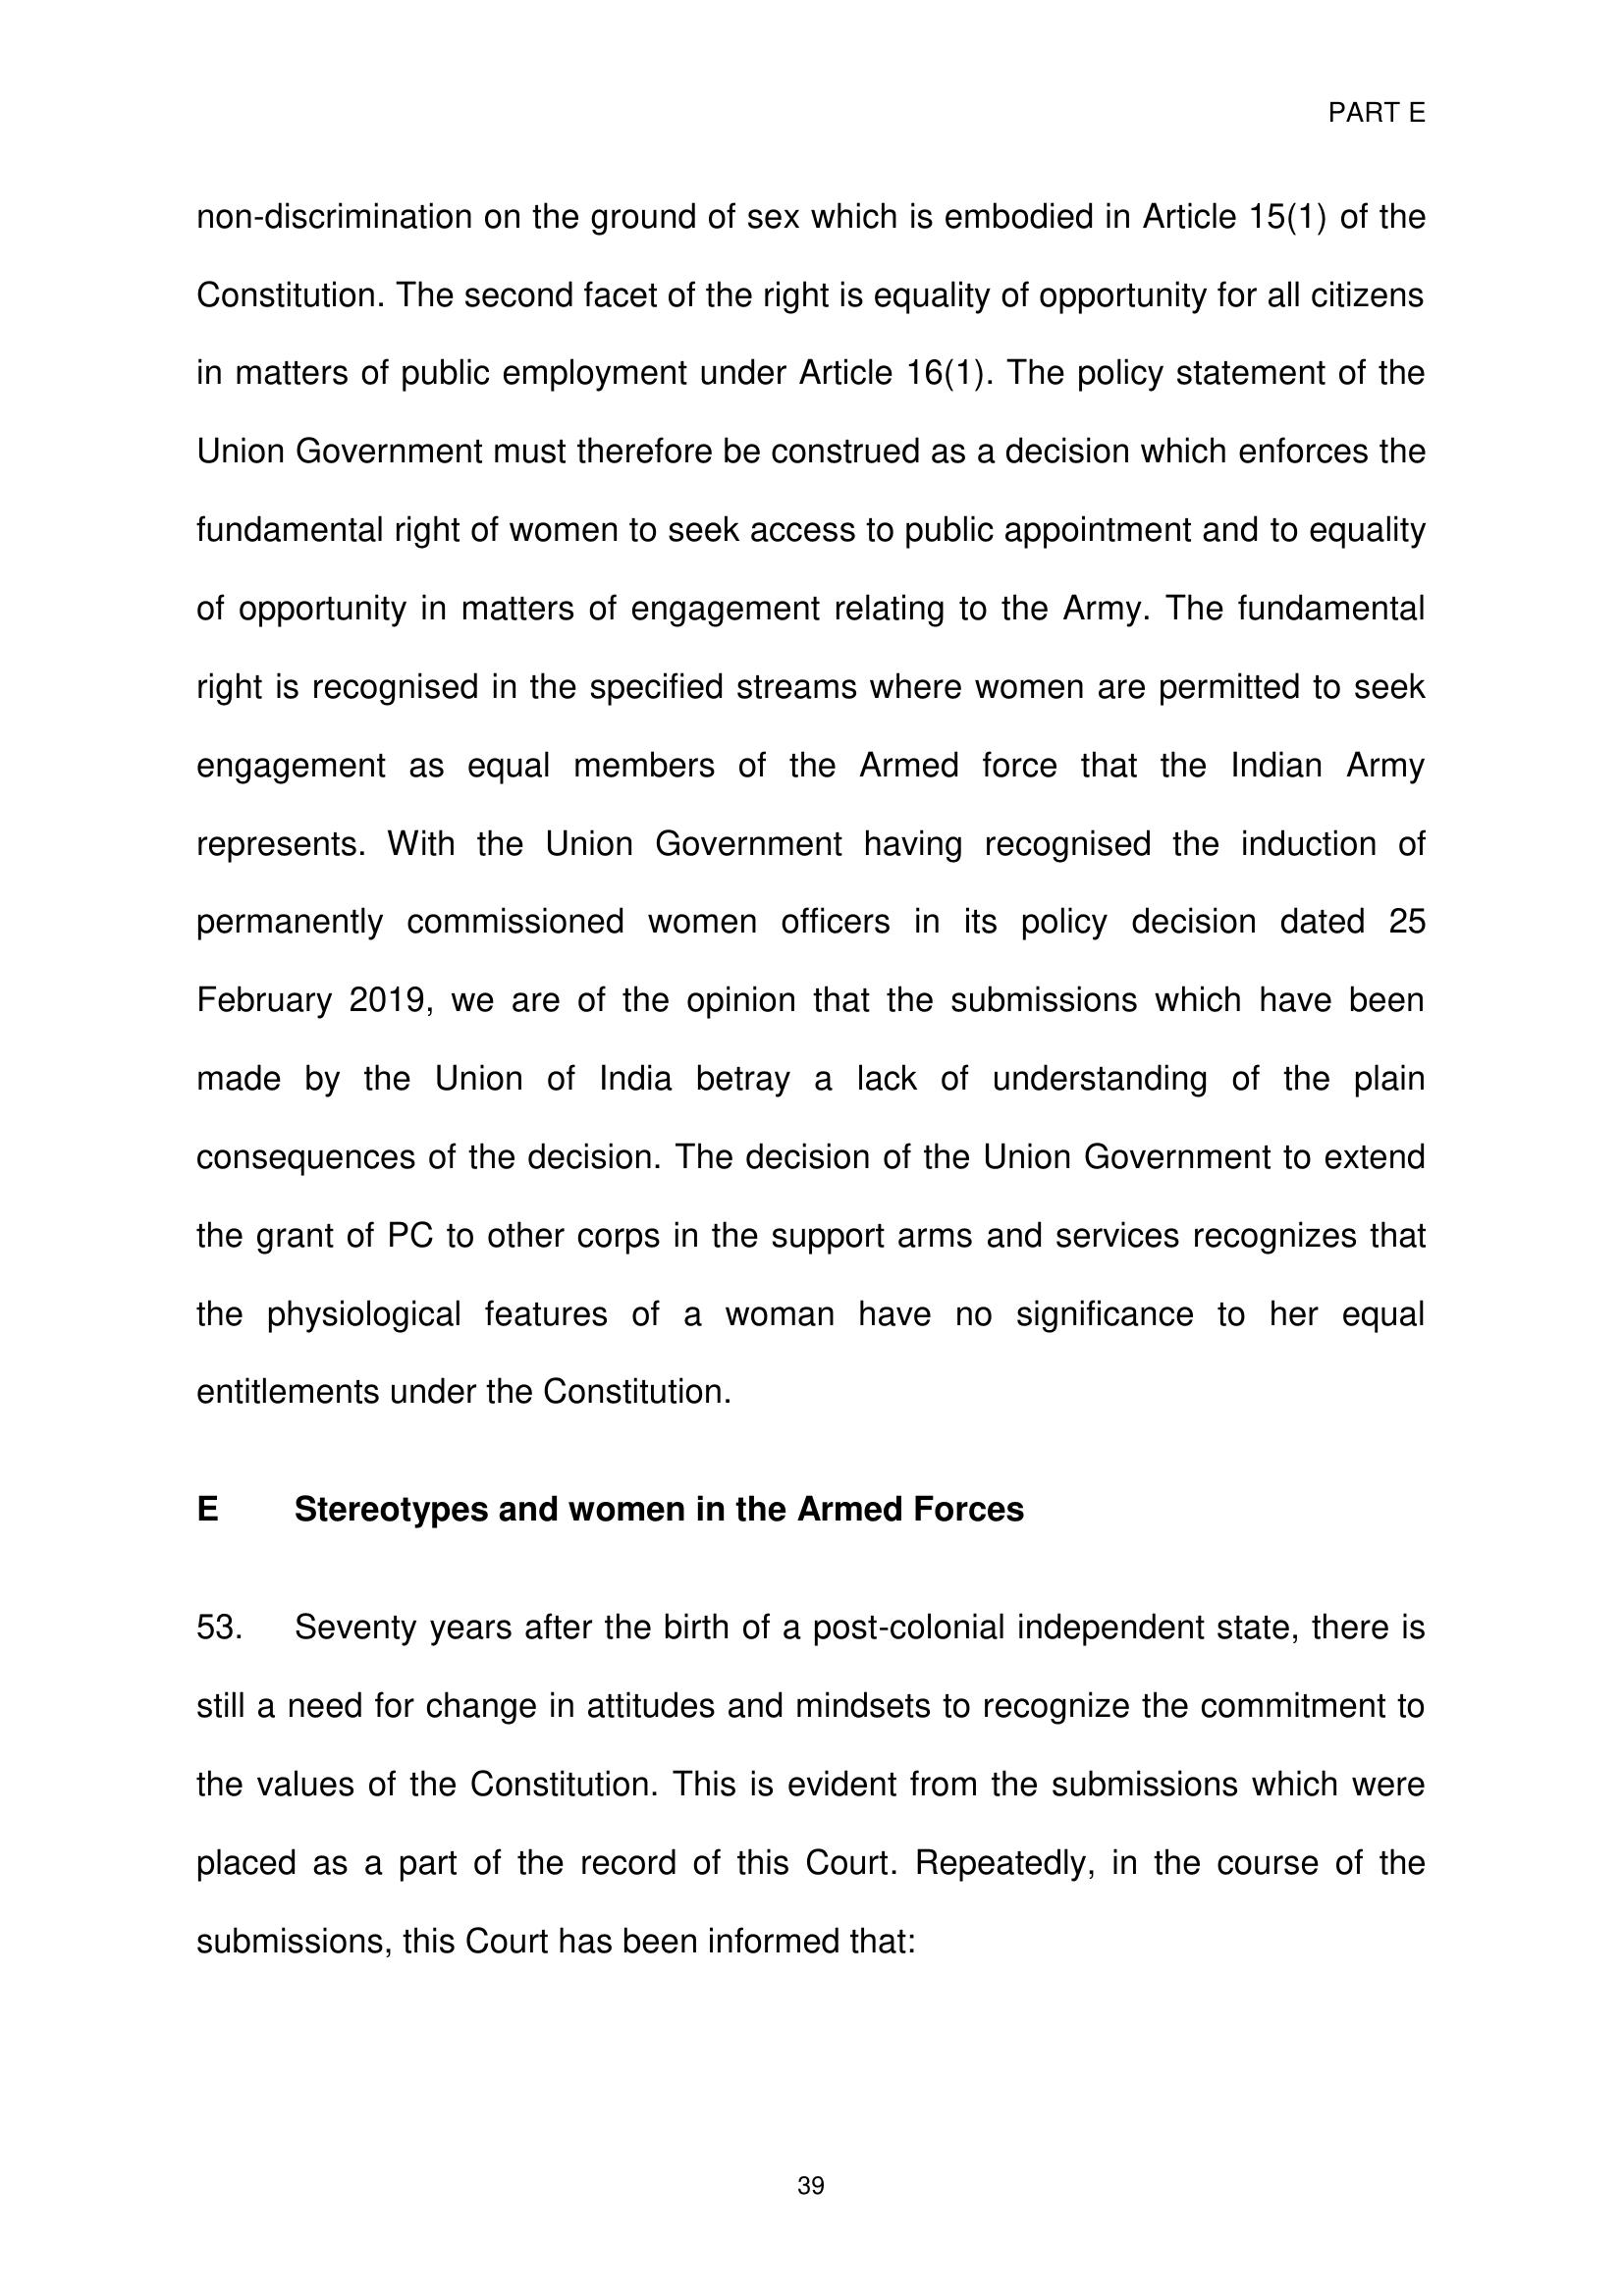 PART E
non-discrimination on the ground of sex which is embodied in Article 15(1) of the
Constitution. The second facet of the right is equality of opportunity for all citizens
in matters of public employment under Article 16(1). The policy statement of the
Union Government must therefore be construed as a decision which enforces the
fundamental right of women to seek access to public appointment and to equality
of opportunity in matters of engagement relating to the Army. The fundamental
right is recognised in the specified streams where women are permitted to seek
engagement as equal members of the Armed force that the Indian Army
represents. With the Union Government having recognised the induction of
permanently commissioned women officers in its policy decision dated 25
February 2019, we are of the opinion that the submissions which have been
made by the Union of India betray a lack of understanding of the plain
consequences of the decision. The decision of the Union Government to extend
the grant of PC to other corps in the support arms and services recognizes that
the physiological features of a woman have no significance to her equal
entitlements under the Constitution.
E Stereotypes and women in the Armed Forces
53. Seventy years after the birth of a post-colonial independent state, there is
still a need for change in attitudes and mindsets to recognize the commitment to
the values of the Constitution. This is evident from the submissions which were
placed as a part of the record of this Court. Repeatedly, in the course of the
submissions, this Court has been informed that:
39